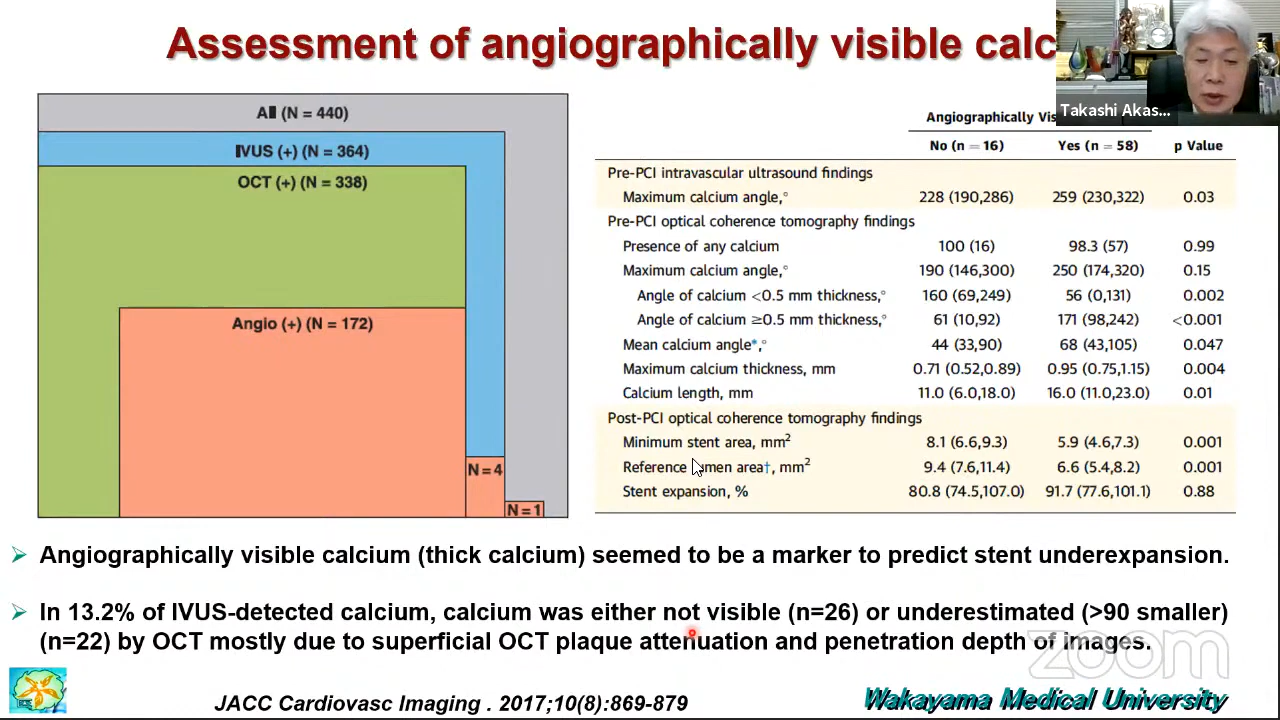 Assessment of angiographically visible calc
Takashi Akas...
All (N = 440)
IVUS (+) (N = 364)
OCT (+) (N = 338)
Angio (+) (N = 172)
N = 4
N = 1
Angiographically Vis
No (n = 16) Yes (n = 58) p Value
Pre-PCI intravascular ultrasound findings
Maximum calcium angle,° 228 (190,286) 259 (230,322) 0.03
Pre-PCI optical coherence tomography findings
Presence of any calcium 100 (16) 98.3 (57) 0.99
Maximum calcium angle,° 190 (146,300) 250 (174,320) 0.15
Angle of calcium <0.5 mm thickness,° 160 (69,249) 56 (0,131) 0.002
Angle of calcium ≥0.5 mm thickness,° 61 (10,92) 171 (98,242) <0.001
Mean calcium angle*,° 44 (33,90) 68 (43,105) 0.047
Maximum calcium thickness, mm 0.71 (0.52,0.89) 0.95 (0.75,1.15) 0.004
Calcium length, mm 11.0 (6.0,18.0) 16.0 (11.0,23.0) 0.01
Post-PCI optical coherence tomography findings
Minimum stent area, mm² 8.1 (6.6,9.3) 5.9 (4.6,7.3) 0.001
Reference lumen area†, mm² 9.4 (7.6,11.4) 6.6 (5.4,8.2) 0.001
Stent expansion, % 80.8 (74.5,107.0) 91.7 (77.6,101.1) 0.88
➢ Angiographically visible calcium (thick calcium) seemed to be a marker to predict stent underexpansion.
➢ In 13.2% of IVUS-detected calcium, calcium was either not visible (n=26) or underestimated (>90 smaller)
(n=22) by OCT mostly due to superficial OCT plaque attenuation and penetration depth of images.
zoom
JACC Cardiovasc Imaging . 2017;10(8):869-879
Wakayama Medical University